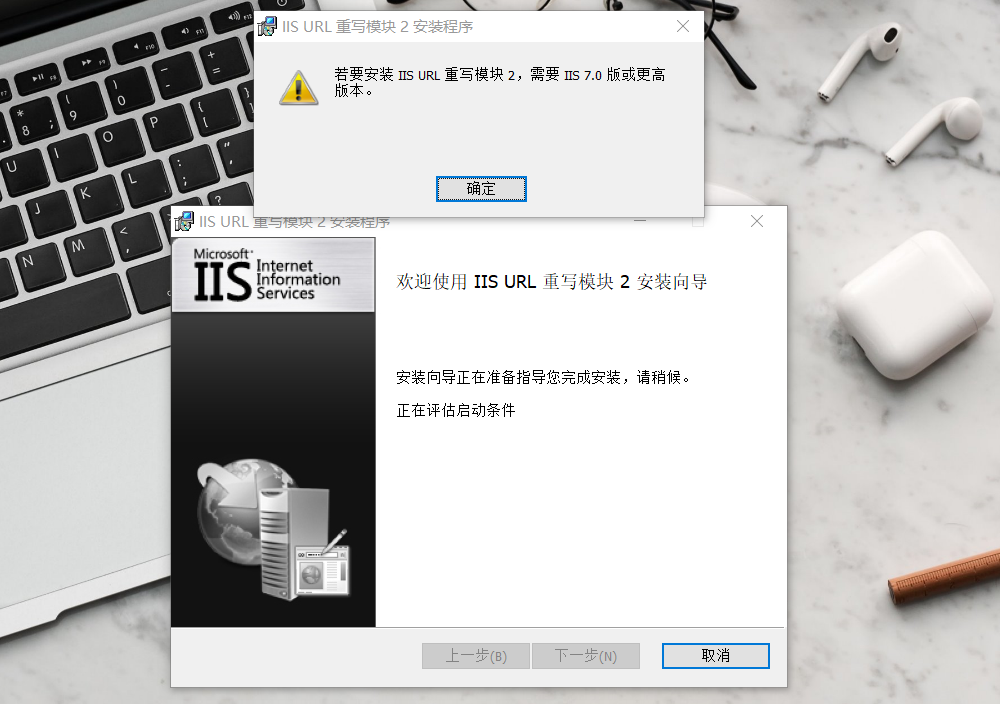 IIS URL 重写模块 2 安装程序
若要安装 IIS URL 重写模块 2，需要 IIS 7.0 版或更高
版本。
确定
IIS URL 重写模块 2 安装程序
Microsoft
IIS
Internet
Information
Services
欢迎使用 IIS URL 重写模块 2 安装向导
安装向导正在准备指导您完成安装，请稍候。
正在评估启动条件
上一步(B)
下一步(N)
取消